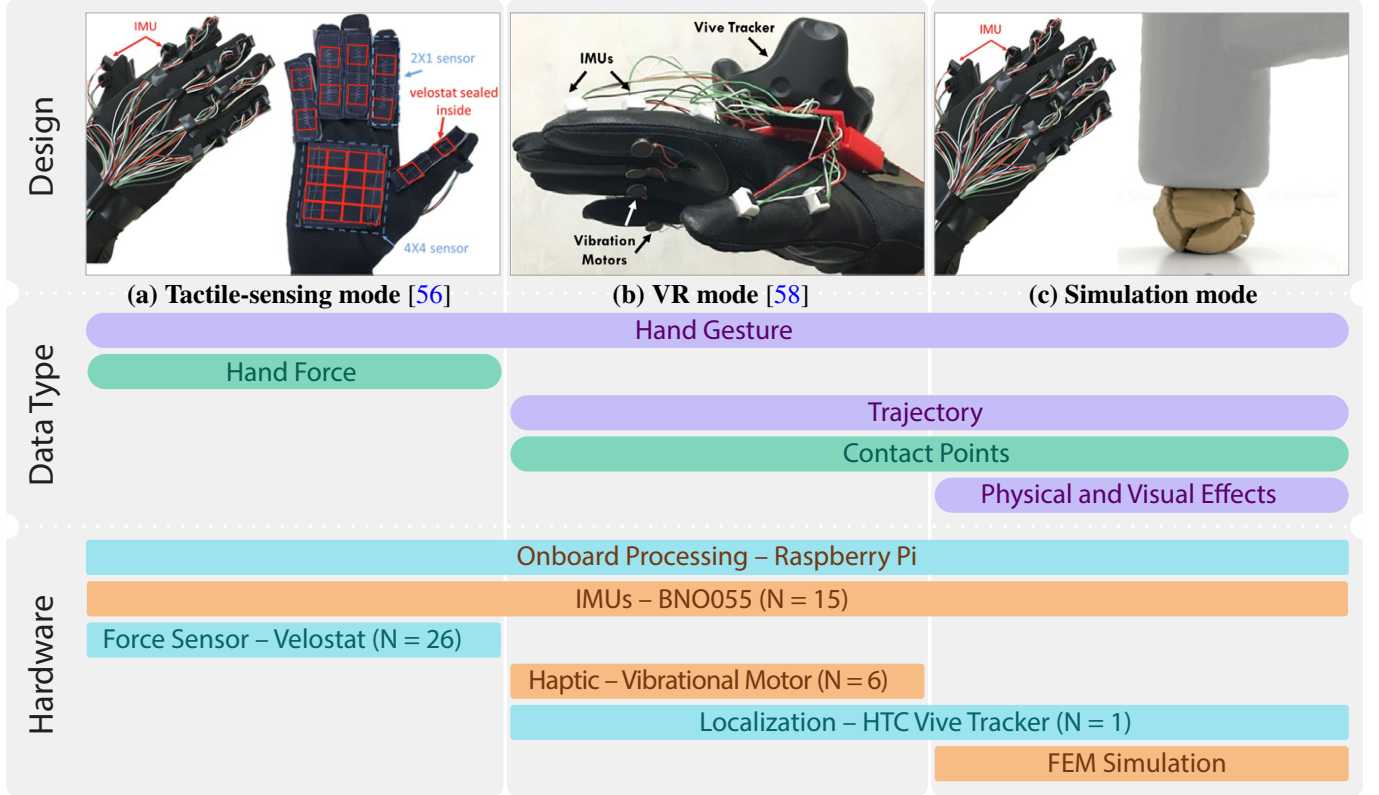 Design
IMU
2X1 sensor
velostat sealed
inside
4X4 sensor
Vive Tracker
IMUs
Vibration
Motors
IMU
(a) Tactile-sensing mode [56]
(b) VR mode [58]
(c) Simulation mode
Data Type
Hand Gesture
Hand Force
Trajectory
Contact Points
Physical and Visual Effects
Hardware
Onboard Processing – Raspberry Pi
IMUs – BNO055 (N = 15)
Force Sensor – Velostat (N = 26)
Haptic – Vibrational Motor (N = 6)
Localization – HTC Vive Tracker (N = 1)
FEM Simulation